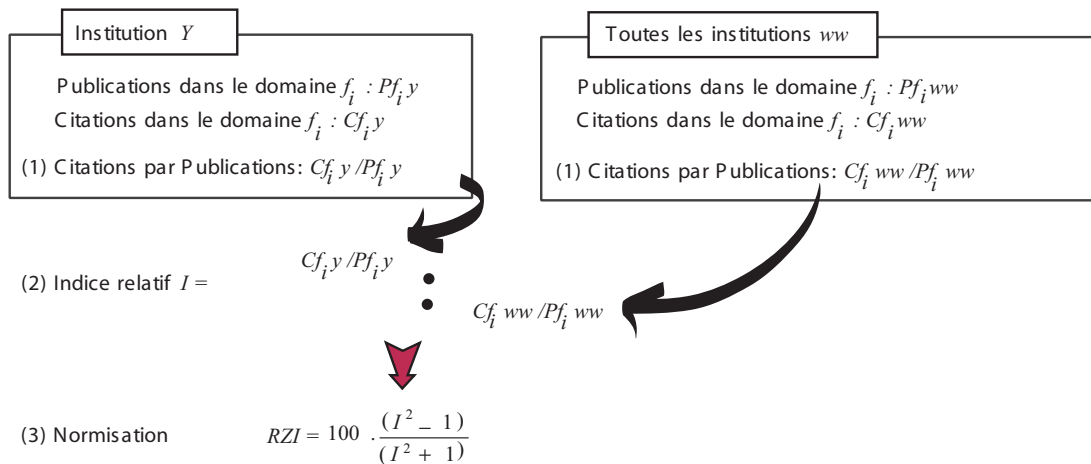 Institution Y
Publications dans le domaine f_i : Pf_i y
Citations dans le domaine f_i : Cf_i y
(1) Citations par Publications: Cf_i y /Pf_i y
Toutes les institutions ww
Publications dans le domaine f_i : Pf_i ww
Citations dans le domaine f_i : Cf_i ww
(1) Citations par Publications: Cf_i ww /Pf_i ww
(2) Indice relatif I = Cf_i y /Pf_i y : Cf_i ww /Pf_i ww
(3) Normisation RZI = 100 . (I² − 1) / (I² + 1)